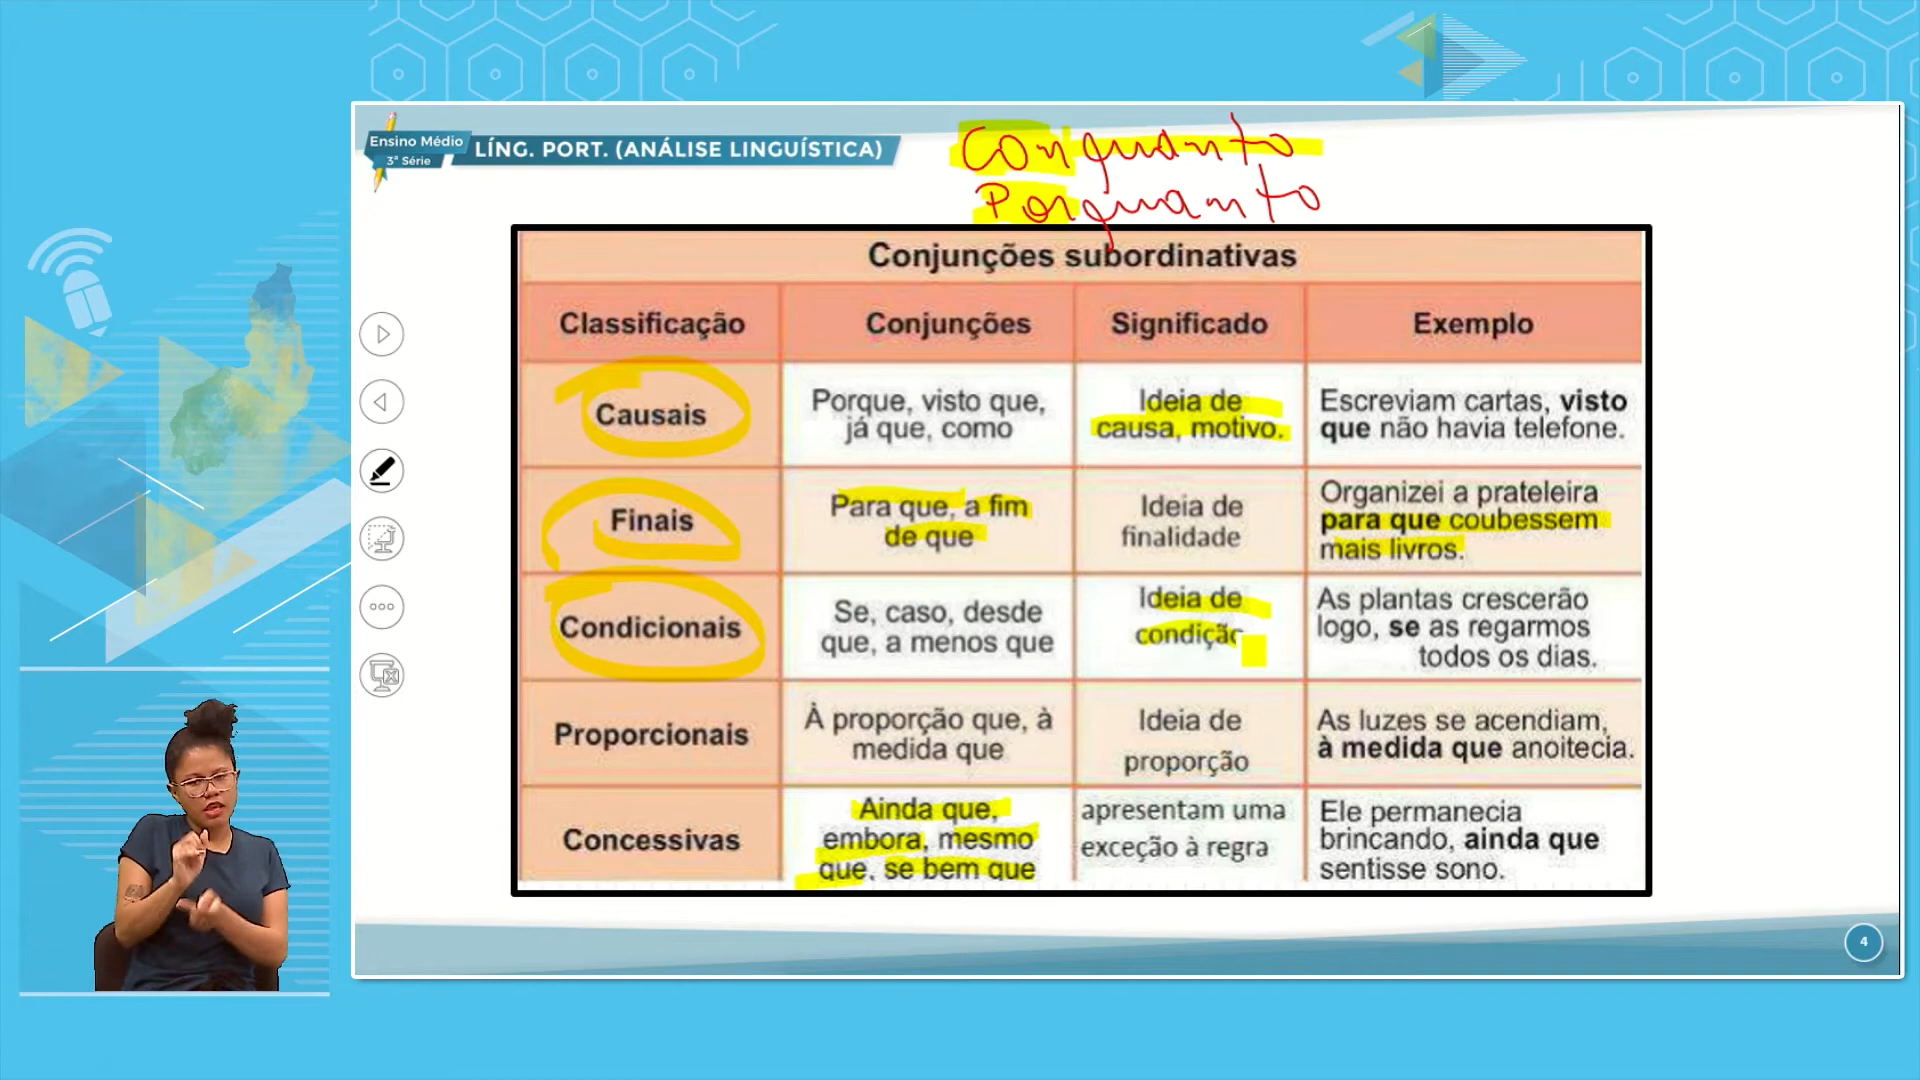 Ensino Médio
3ª Série
LÍNG. PORT. (ANÁLISE LINGUÍSTICA)
Conquanto
Porquanto
Conjunções subordinativas
Classificação
Conjunções
Significado
Exemplo
Causais
Porque, visto que,
já que, como
Ideia de
causa, motivo.
Escreviam cartas, visto
que não havia telefone.
Finais
Para que, a fim
de que
Ideia de
finalidade
Organizei a prateleira
para que coubessem
mais livros.
Condicionais
Se, caso, desde
que, a menos que
Ideia de
condição
As plantas crescerão
logo, se as regarmos
todos os dias.
Proporcionais
À proporção que, à
medida que
Ideia de
proporção
As luzes se acendiam,
à medida que anoitecia.
Concessivas
Ainda que,
embora, mesmo
que, se bem que
apresentam uma
exceção à regra
Ele permanecia
brincando, ainda que
sentisse sono.
4